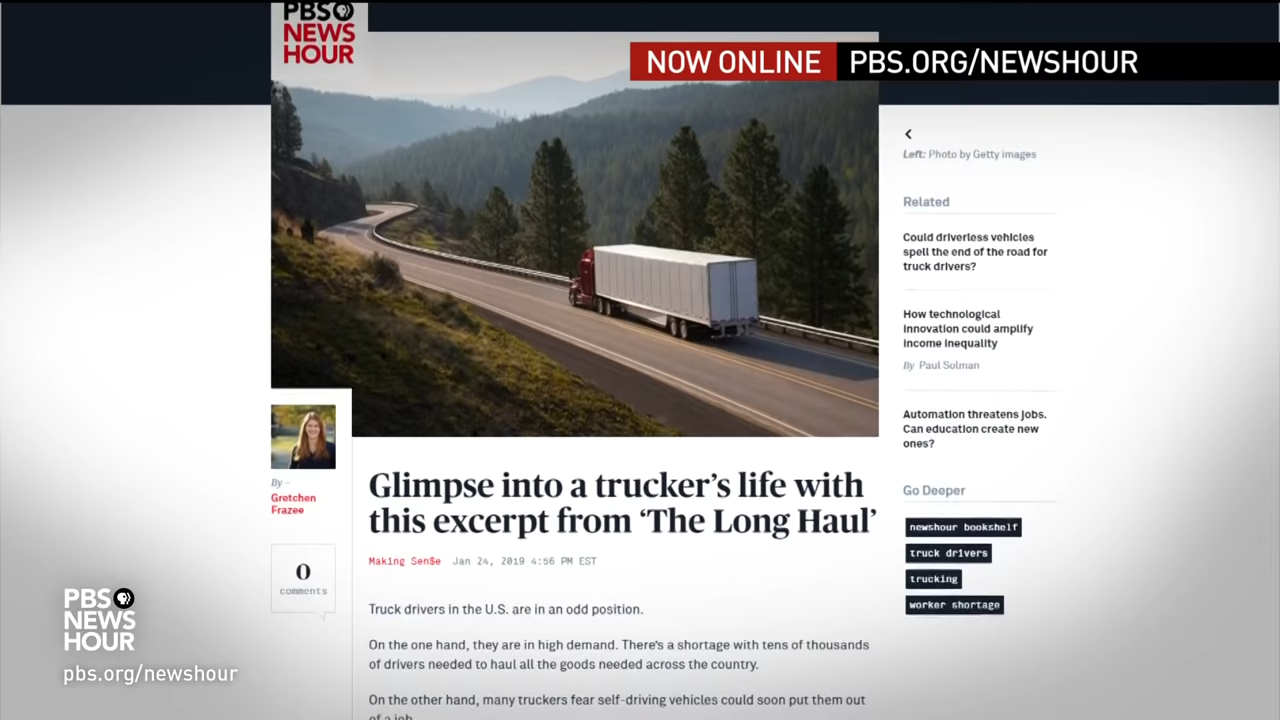 PBS
NEWS
HOUR
NOW ONLINE PBS.ORG/NEWSHOUR
Left: Photo by Getty images
Related
Could driverless vehicles
spell the end of the road for
truck drivers?
How technological
innovation could amplify
income inequality
By Paul Solman
Automation threatens jobs.
Can education create new
ones?
Go Deeper
newshour bookshelf
truck drivers
trucking
worker shortage
By –
Gretchen
Frazee
0
comments
Glimpse into a trucker's life with
this excerpt from ‘The Long Haul’
Making Sen$e Jan 24, 2019 4:56 PM EST
Truck drivers in the U.S. are in an odd position.
On the one hand, they are in high demand. There's a shortage with tens of thousands
of drivers needed to haul all the goods needed across the country.
On the other hand, many truckers fear self-driving vehicles could soon put them out
of a job.
PBS
NEWS
HOUR
pbs.org/newshour